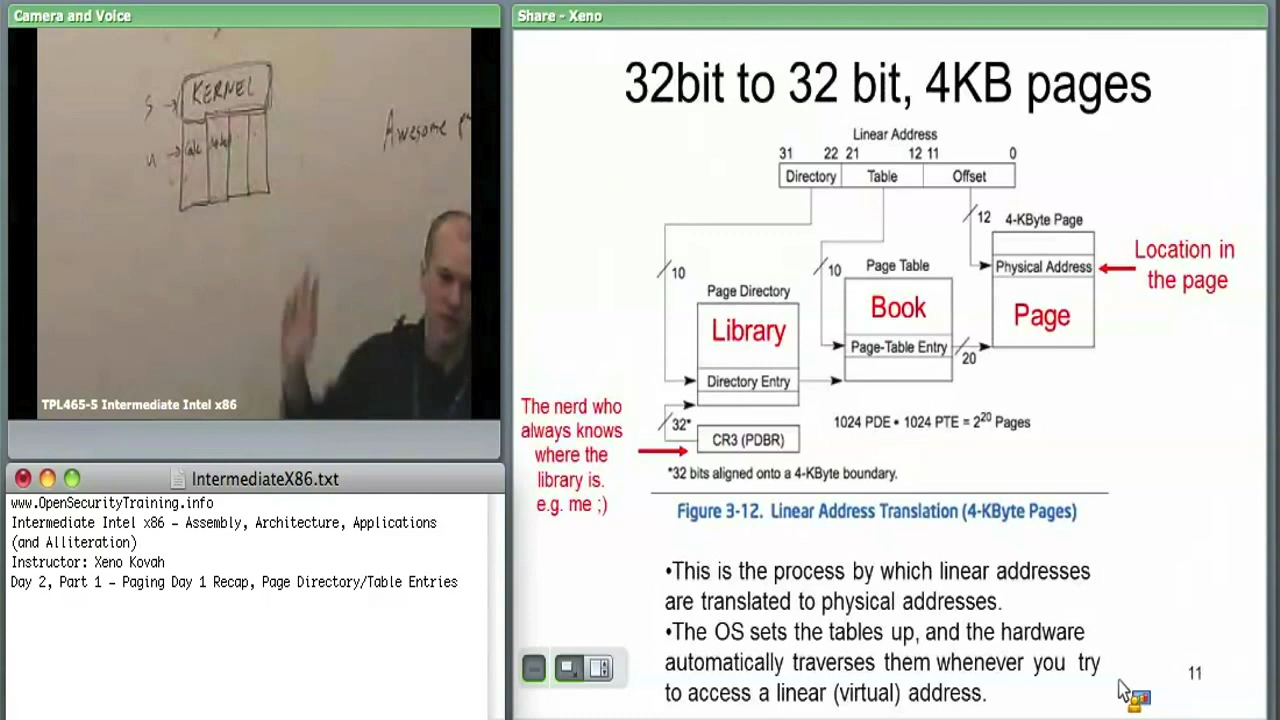 Camera and Voice
S → KERNEL
U → calc
Awesome
TPL465-5 Intermediate Intel x86
IntermediateX86.txt
www.OpenSecurityTraining.info
Intermediate Intel x86 – Assembly, Architecture, Applications
(and Alliteration)
Instructor: Xeno Kovah
Day 2, Part 1 – Paging Day 1 Recap, Page Directory/Table Entries
Share - Xeno
32bit to 32 bit, 4KB pages
Linear Address
31 22 21 12 11 0
Directory Table Offset
12 4-KByte Page
Physical Address
Location in
the page
10
10 Page Table
Page Directory
Library
Book
Page
Page-Table Entry
20
Directory Entry
The nerd who
always knows
where the
library is.
e.g. me ;)
32*
CR3 (PDBR)
1024 PDE • 1024 PTE = 2²⁰ Pages
*32 bits aligned onto a 4-KByte boundary.
Figure 3-12. Linear Address Translation (4-KByte Pages)
•This is the process by which linear addresses
are translated to physical addresses.
•The OS sets the tables up, and the hardware
automatically traverses them whenever you try
to access a linear (virtual) address.
11